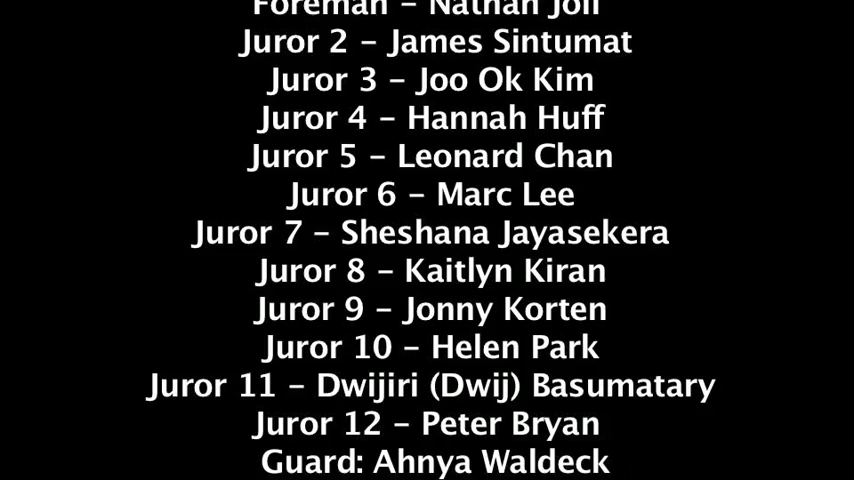 Foreman – Nathan
Juror 2 – James Sintumat
Juror 3 – Joo Ok Kim
Juror 4 – Hannah Huff
Juror 5 – Leonard Chan
Juror 6 – Marc Lee
Juror 7 – Sheshana Jayasekera
Juror 8 – Kaitlyn Kiran
Juror 9 – Jonny Korten
Juror 10 – Helen Park
Juror 11 – Dwijiri (Dwij) Basumatary
Juror 12 – Peter Bryan
Guard: Ahnya Waldeck